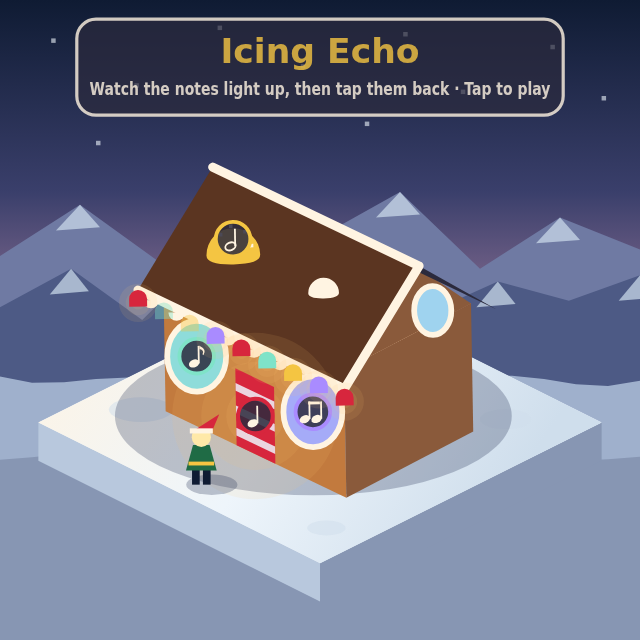 Icing Echo
Watch the notes light up, then tap them back · Tap to play